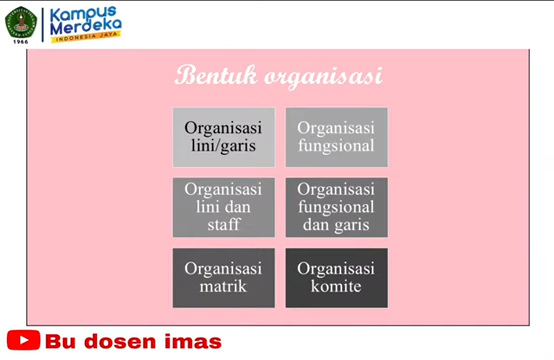 Kampus
Merdeka
INDONESIA JAYA
1966
Bentuk organisasi
Organisasi
lini/garis
Organisasi
fungsional
Organisasi
lini dan
staff
Organisasi
fungsional
dan garis
Organisasi
matrik
Organisasi
komite
Bu dosen imas